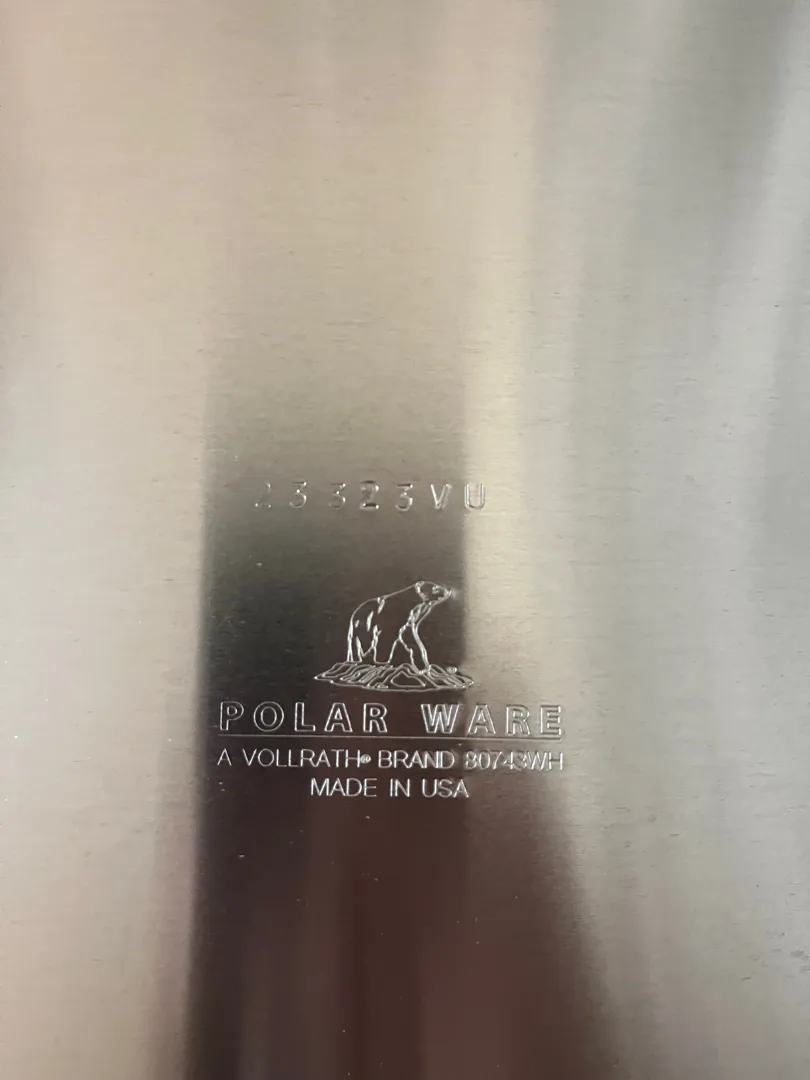 23323VU
POLAR WARE
A VOLLRATH® BRAND 80743WH
MADE IN USA